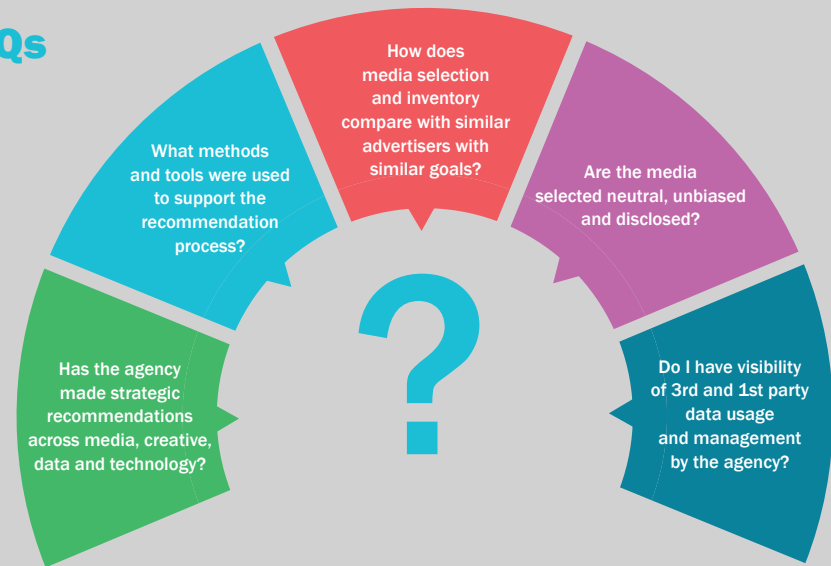 Qs
How does
media selection
and inventory
compare with similar
advertisers with
similar goals?
What methods
and tools were used
to support the
recommendation
process?
Are the media
selected neutral, unbiased
and disclosed?
Has the agency
made strategic
recommendations
across media, creative,
data and technology?
Do I have visibility
of 3rd and 1st party
data usage
and management
by the agency?
?